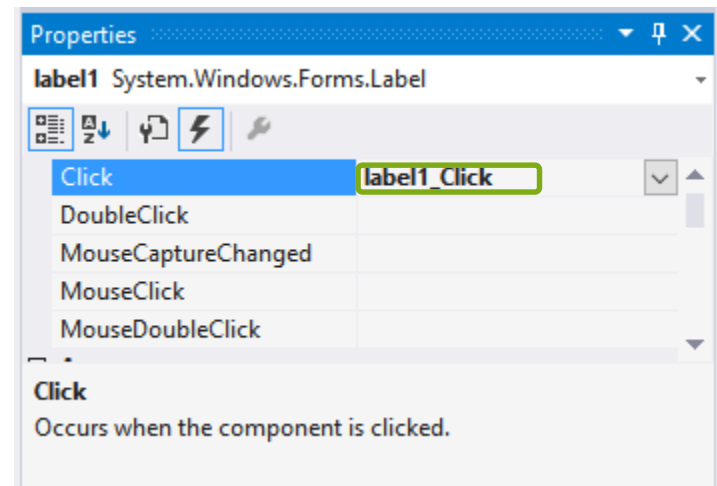 Properties
label1 System.Windows.Forms.Label
Click label1_Click
DoubleClick
MouseCaptureChanged
MouseClick
MouseDoubleClick
Click
Occurs when the component is clicked.